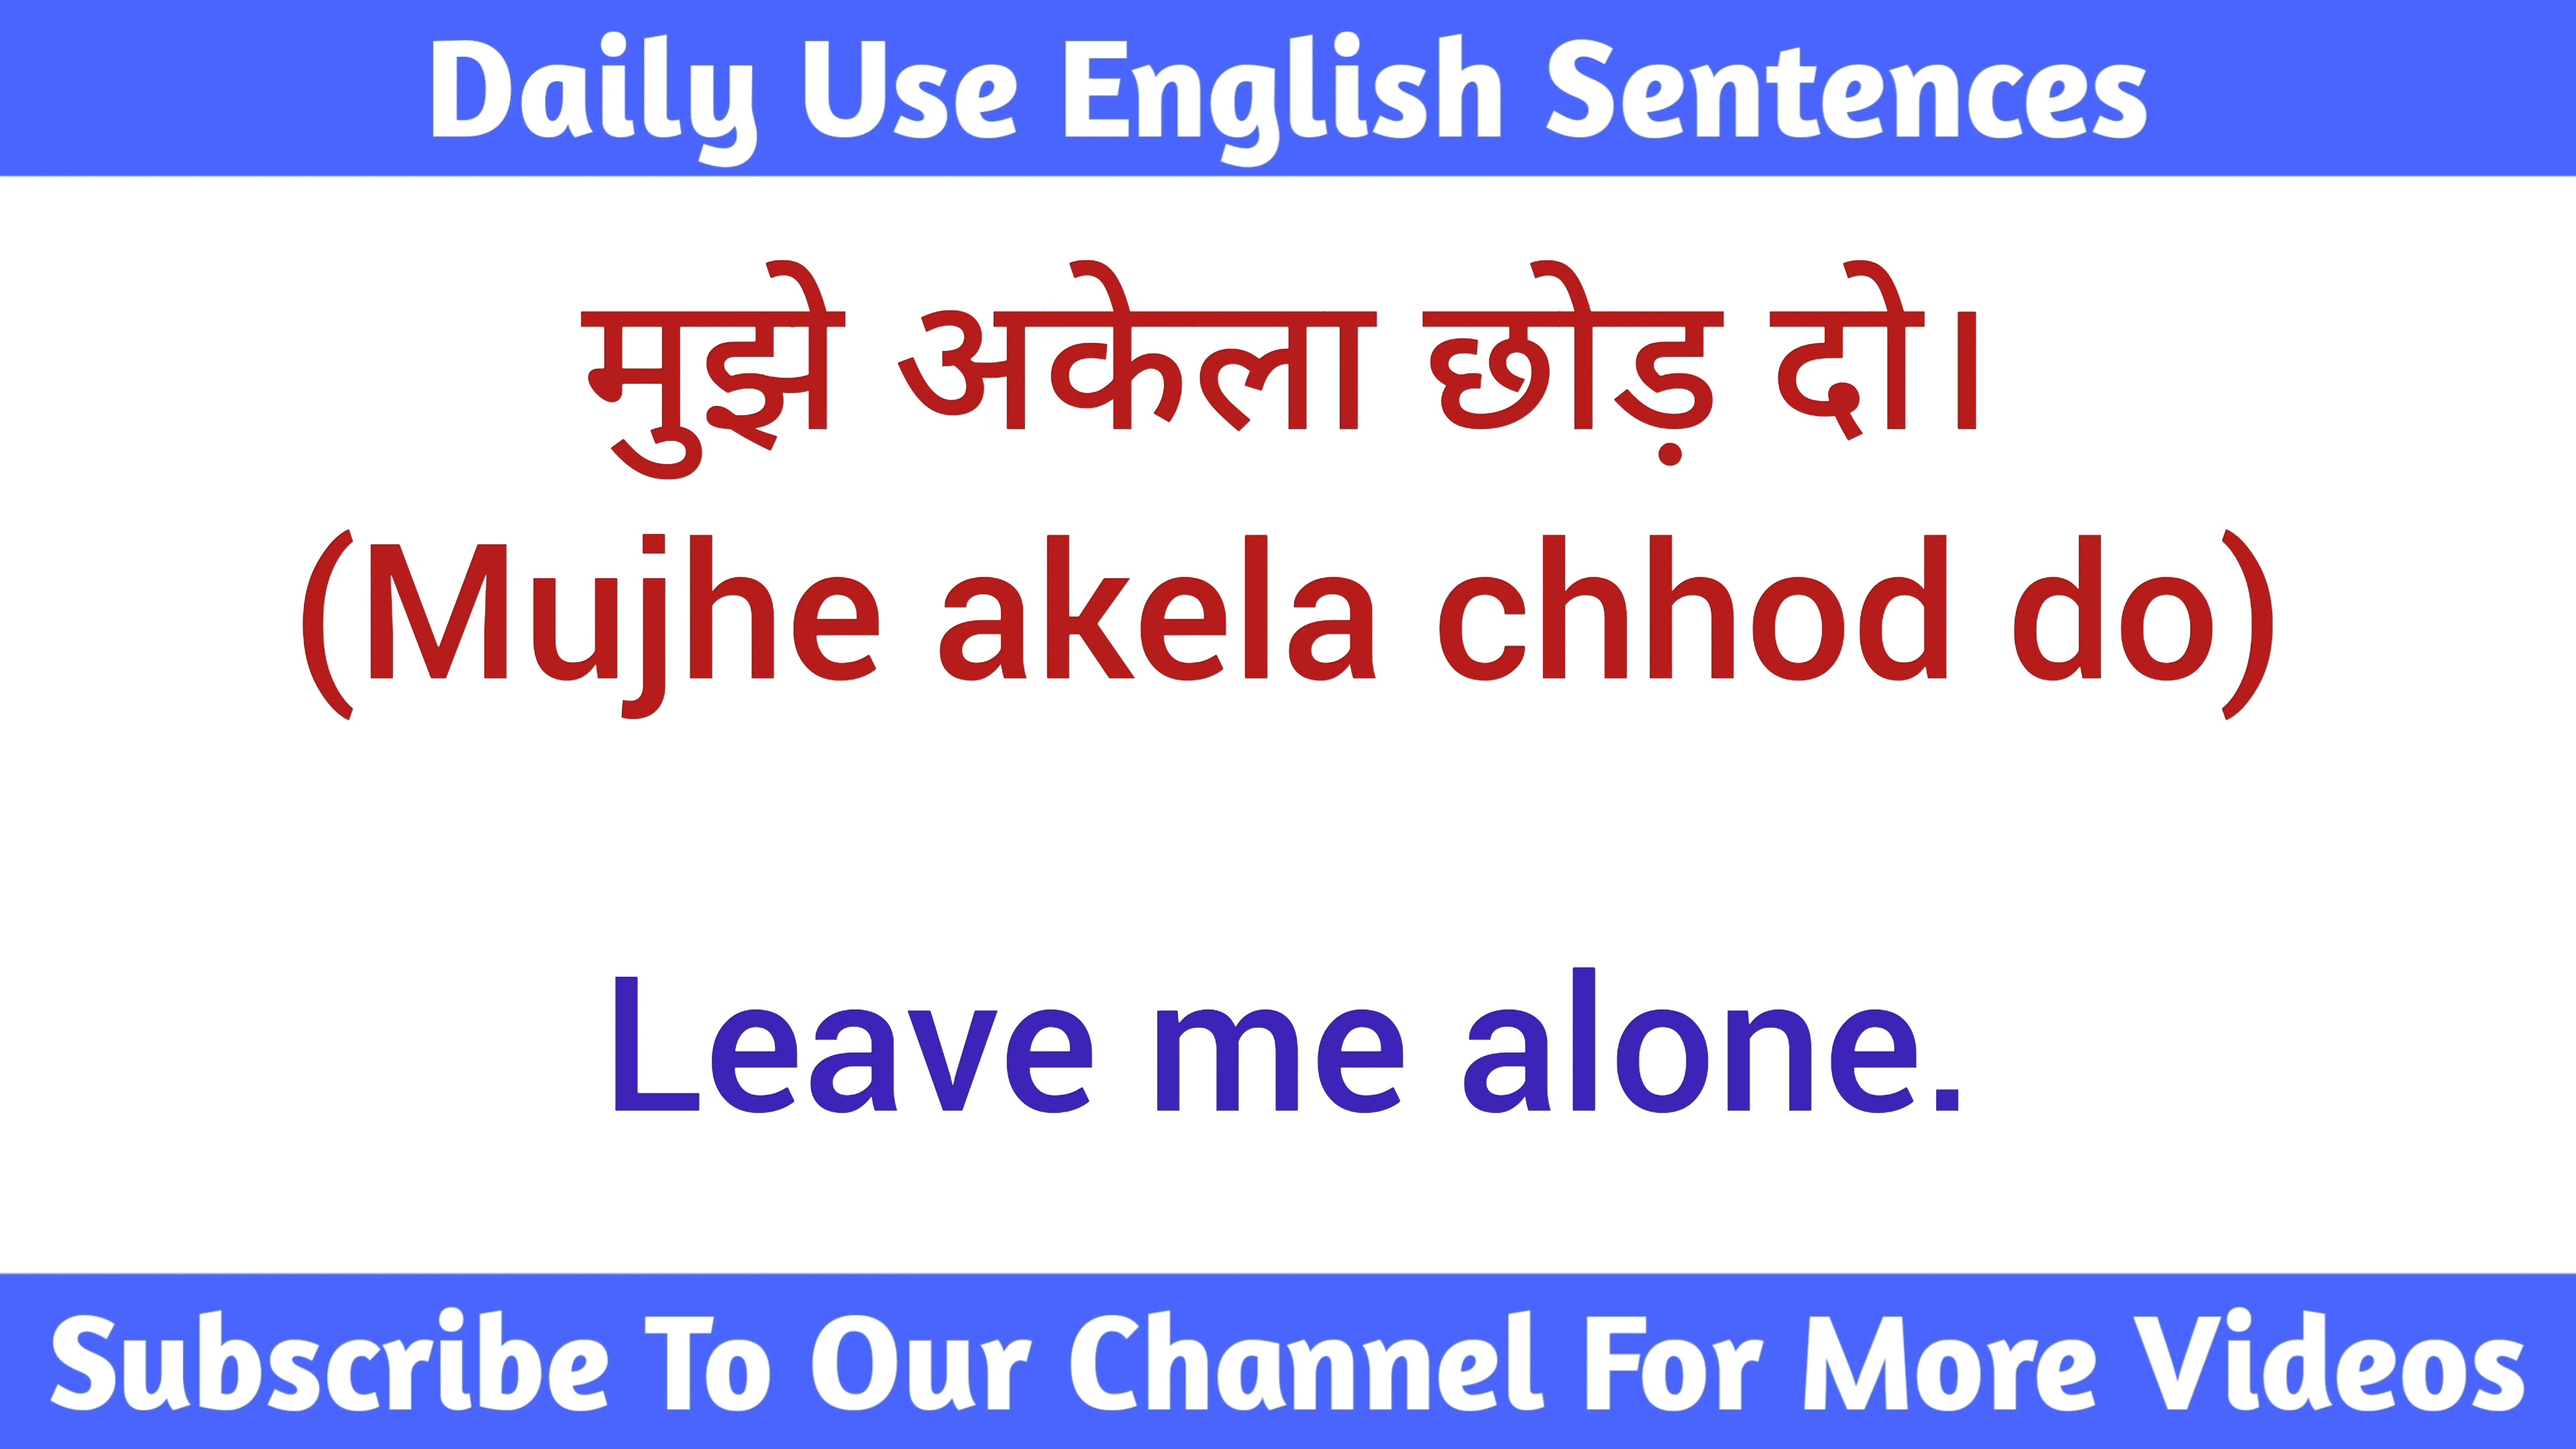 Daily Use English Sentences
मुझे अकेला छोड़ दो।
(Mujhe akela chhod do)
Leave me alone.
Subscribe To Our Channel For More Videos